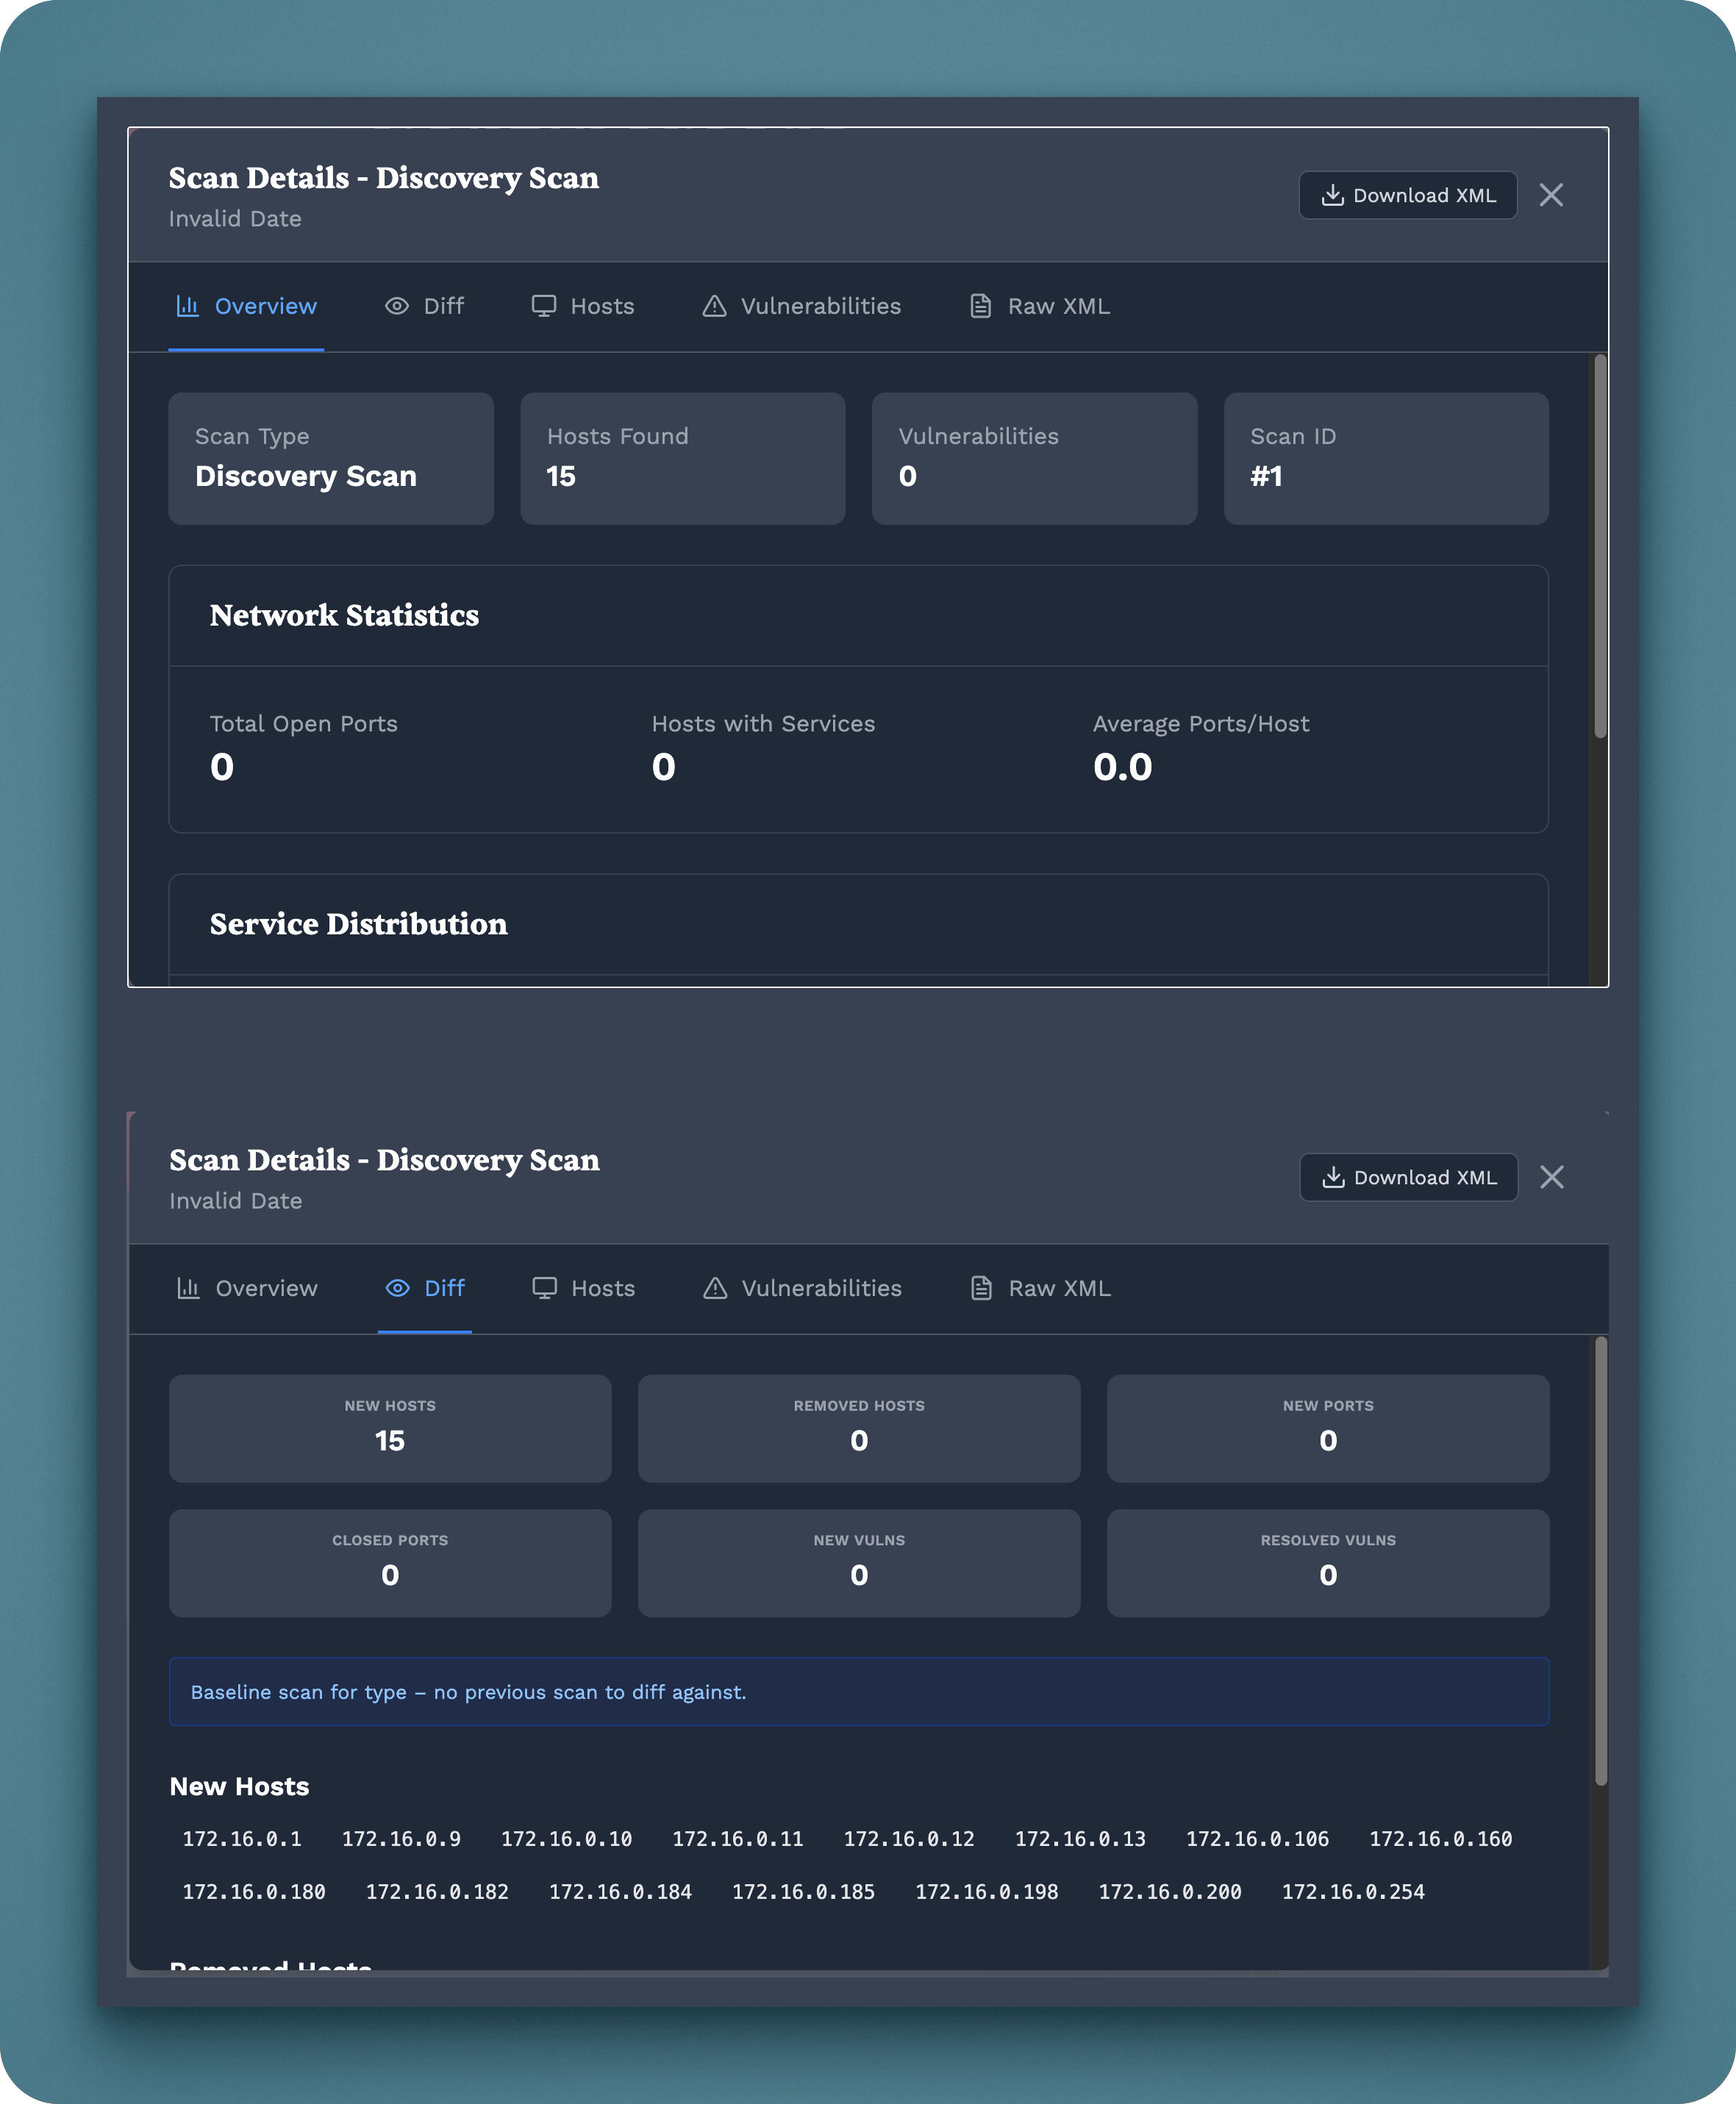 Scan Details - Discovery Scan
Invalid Date
Download XML
Overview Diff Hosts Vulnerabilities Raw XML
Scan Type Hosts Found Vulnerabilities Scan ID
Discovery Scan 15 0 #1
Network Statistics
Total Open Ports Hosts with Services Average Ports/Host
0 0 0.0
Service Distribution
Scan Details - Discovery Scan
Invalid Date
Download XML
Overview Diff Hosts Vulnerabilities Raw XML
NEW HOSTS REMOVED HOSTS NEW PORTS
15 0 0
CLOSED PORTS NEW VULNS RESOLVED VULNS
0 0 0
Baseline scan for type – no previous scan to diff against.
New Hosts
172.16.0.1 172.16.0.9 172.16.0.10 172.16.0.11 172.16.0.12 172.16.0.13 172.16.0.106 172.16.0.160
172.16.0.180 172.16.0.182 172.16.0.184 172.16.0.185 172.16.0.198 172.16.0.200 172.16.0.254
Removed Hosts